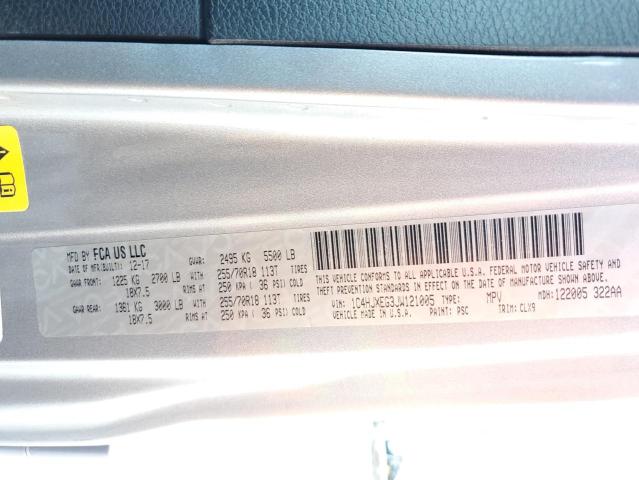 MFD BY FCA US LLC
DATE OF MFR(BUILT): 12-17 GVWR: 2495 KG 5500 LB
GAWR FRONT: 1225 KG 2700 LB 255/70R18 113T TIRES
18X7.5 RIMS AT 250 KPA ( 36 PSI) COLD
GAWR REAR: 1361 KG 3000 LB 255/70R18 113T TIRES
18X7.5 RIMS AT 250 KPA ( 36 PSI) COLD
THIS VEHICLE CONFORMS TO ALL APPLICABLE U.S.A. FEDERAL MOTOR VEHICLE SAFETY AND
THEFT PREVENTION STANDARDS IN EFFECT ON THE DATE OF MANUFACTURE SHOWN ABOVE.
VIN: 1C4HJXEG3JW121005 TYPE: MPV MDH: 122005 322AA
VEHICLE MADE IN U.S.A. PAINT: PSC TRIM: CLX9